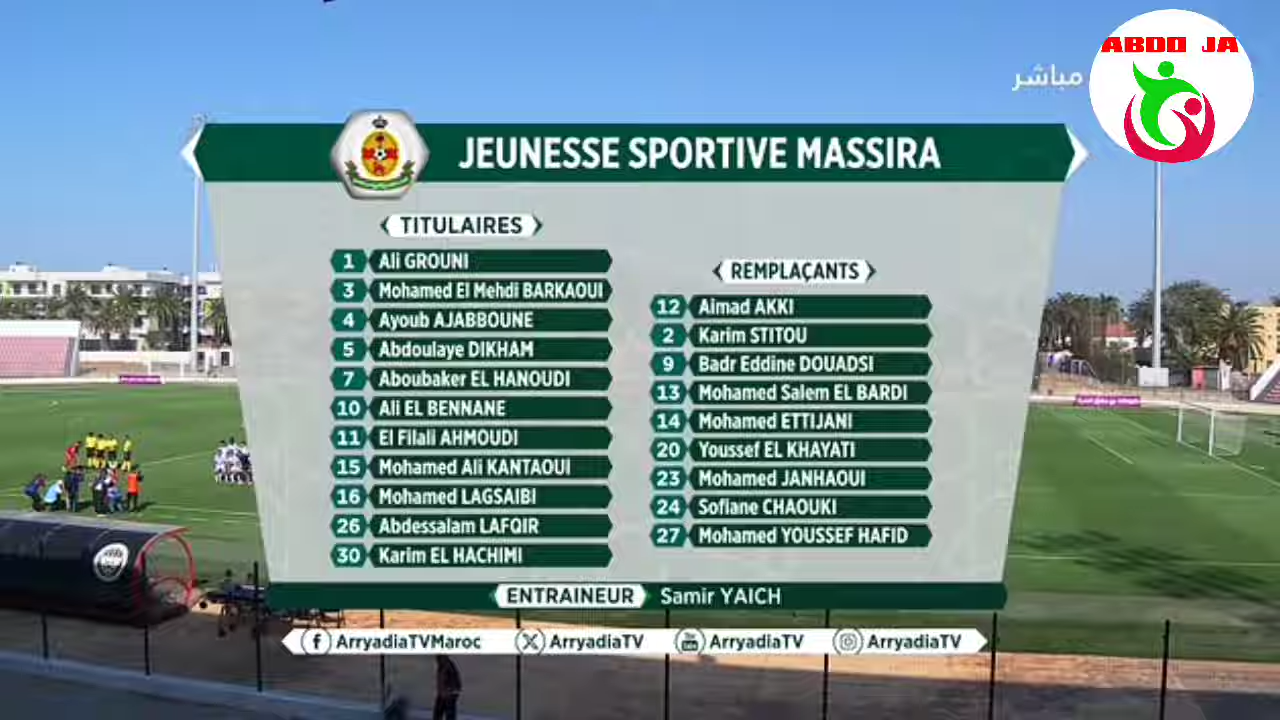 ABDO JA
مباشر
JEUNESSE SPORTIVE MASSIRA
TITULAIRES
1 Ali GROUNI
3 Mohamed El Mehdi BARKAOUI
4 Ayoub AJABBOUNE
5 Abdoulaye DIKHAM
7 Aboubaker EL HANOUDI
10 Ali EL BENNANE
11 El Filali AHMOUDI
15 Mohamed Ali KANTAOUI
16 Mohamed LAGSAIBI
26 Abdessalam LAFQIR
30 Karim EL HACHIMI
REMPLAÇANTS
12 Aimad AKKI
2 Karim STITOU
9 Badr Eddine DOUADSI
13 Mohamed Salem EL BARDI
14 Mohamed ETTIJANI
20 Youssef EL KHAYATI
23 Mohamed JANHAOUI
24 Sofiane CHAOUKI
27 Mohamed YOUSSEF HAFID
ENTRAINEUR Samir YAICH
ArryadiaTVMaroc ArryadiaTV ArryadiaTV ArryadiaTV